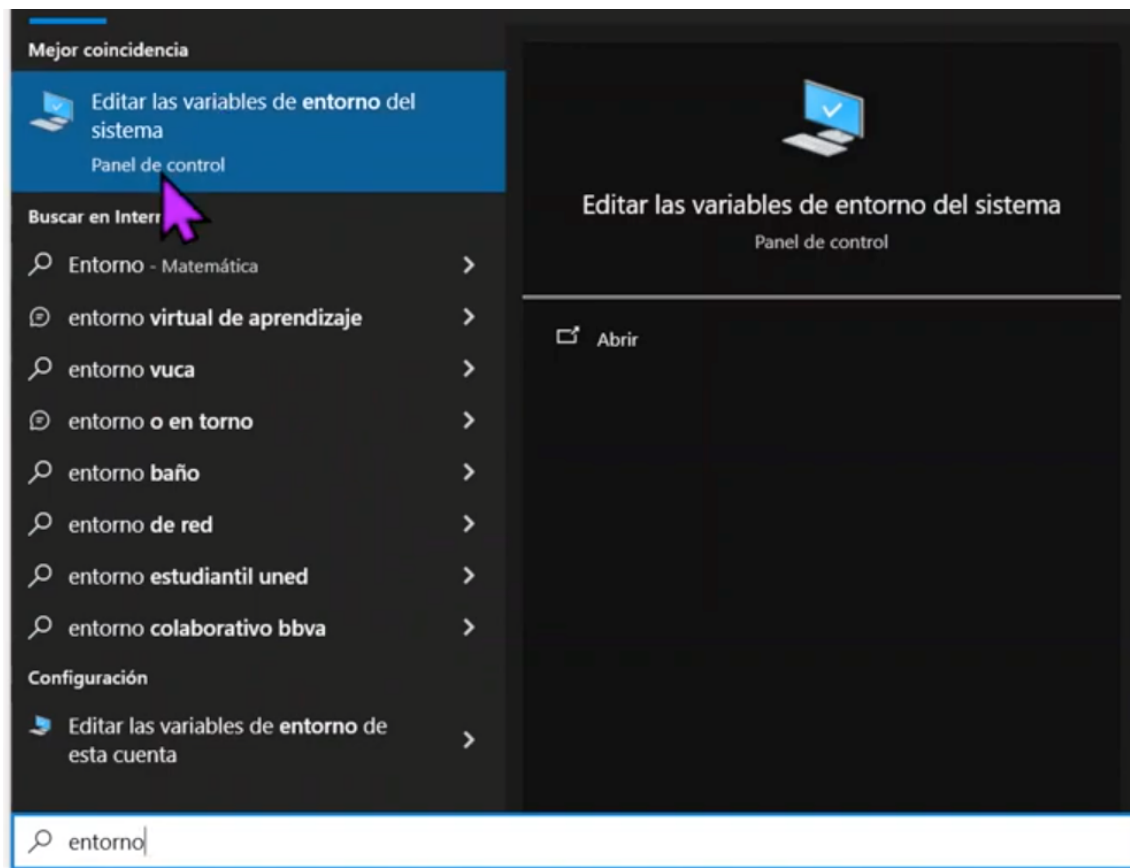 Mejor coincidencia
Editar las variables de entorno del
sistema
Panel de control
Buscar en Intern
Entorno - Matemática
entorno virtual de aprendizaje
entorno vuca
entorno o en torno
entorno baño
entorno de red
entorno estudiantil uned
entorno colaborativo bbva
Configuración
Editar las variables de entorno de
esta cuenta
entorno
Editar las variables de entorno del sistema
Panel de control
Abrir